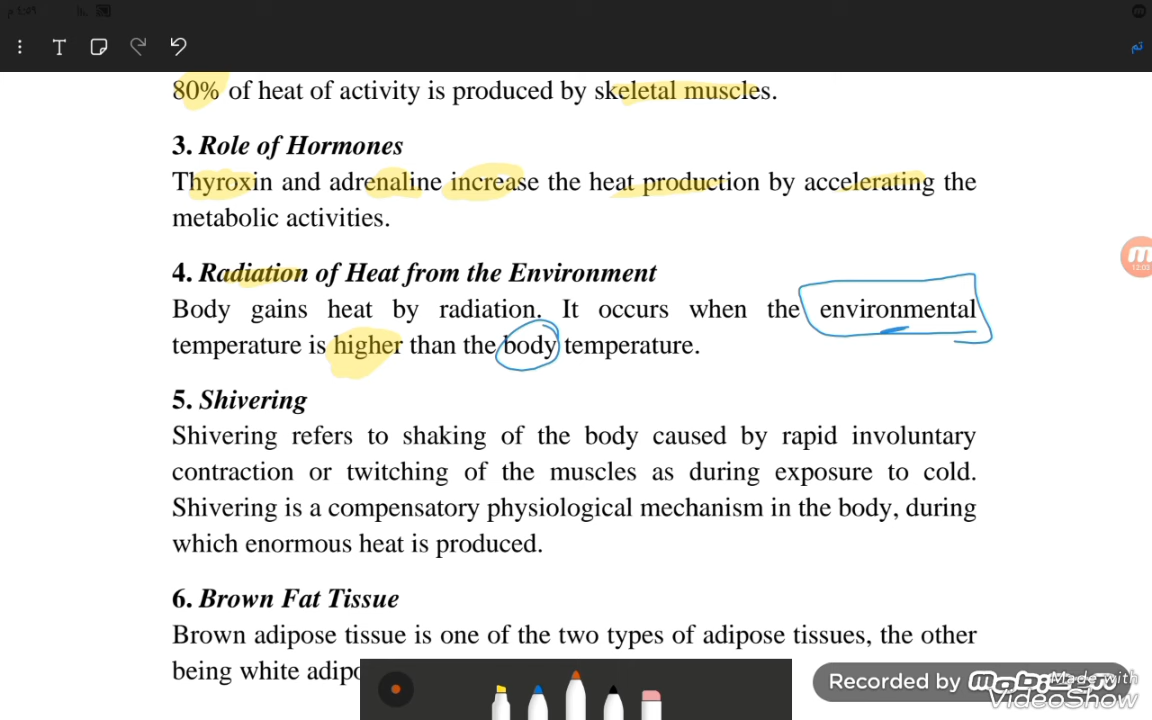 80% of heat of activity is produced by skeletal muscles.
3. Role of Hormones
Thyroxin and adrenaline increase the heat production by accelerating the
metabolic activities.
4. Radiation of Heat from the Environment
Body gains heat by radiation. It occurs when the environmental
temperature is higher than the body temperature.
5. Shivering
Shivering refers to shaking of the body caused by rapid involuntary
contraction or twitching of the muscles as during exposure to cold.
Shivering is a compensatory physiological mechanism in the body, during
which enormous heat is produced.
6. Brown Fat Tissue
Brown adipose tissue is one of the two types of adipose tissues, the other
being white adipo
تم
Recorded by
Made with
VideoShow